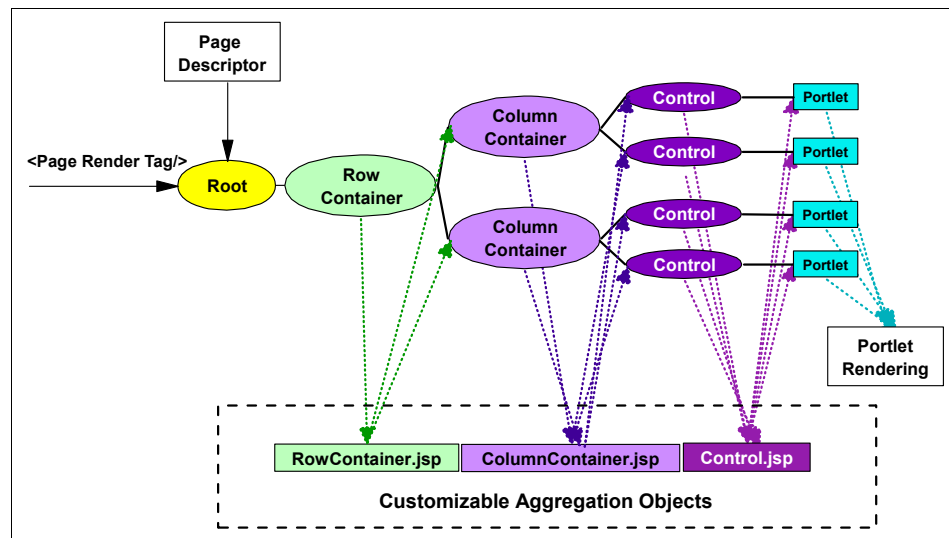 Page
Descriptor
<Page Render Tag/>
Root
Row
Container
Column
Container
Column
Container
Control
Control
Control
Control
Portlet
Portlet
Portlet
Portlet
Portlet
Rendering
RowContainer.jsp
ColumnContainer.jsp
Control.jsp
Customizable Aggregation Objects